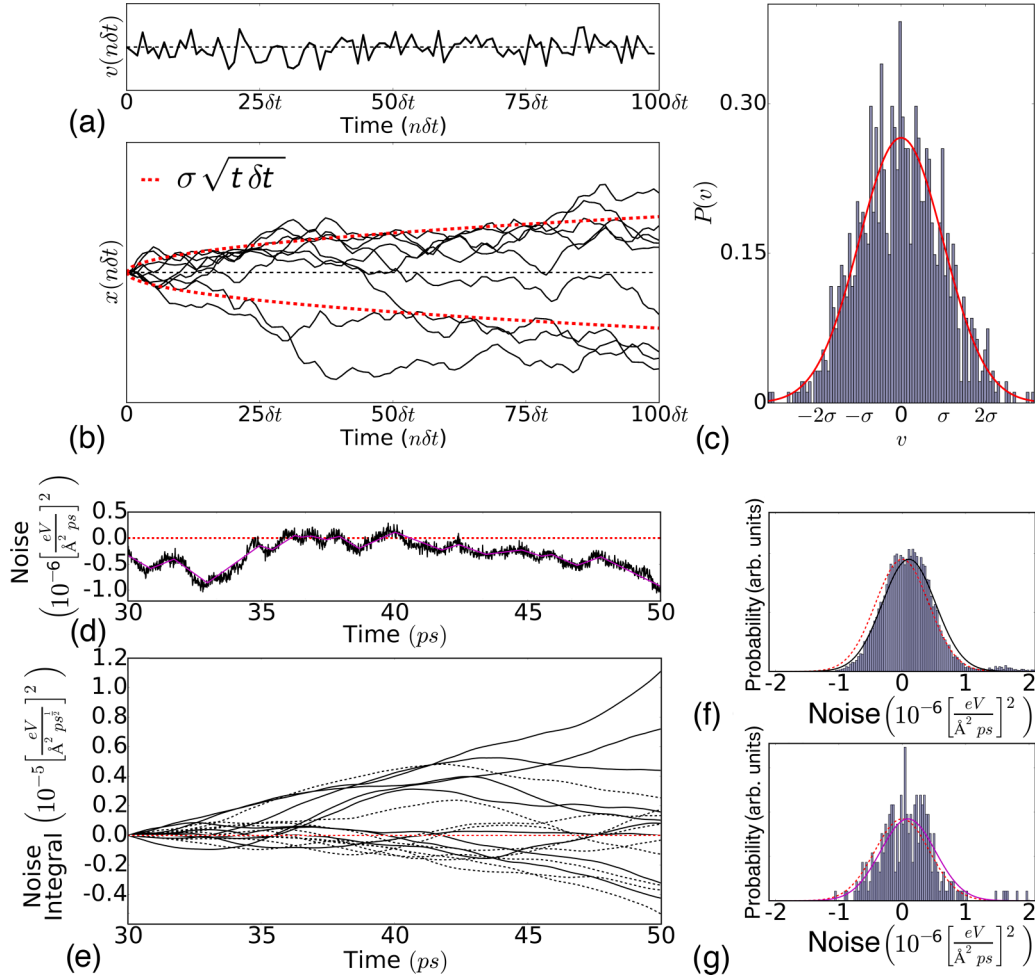 v(nδt)
0 25δt 50δt 75δt 100δt
Time (nδt)
(a)
σ√(t δt)
x(nδt)
0 25δt 50δt 75δt 100δt
Time (nδt)
(b)
P(v)
0.30
0.15
0
−2σ −σ 0 σ 2σ
v
(c)
Noise
(10⁻⁶[eV/Å² ps]²)
0.5
0.0
-0.5
-1.0
30 35 40 45 50
Time (ps)
(d)
Noise
Integral (10⁻⁵[eV/Å² ps^½]²)
1.2
1.0
0.8
0.6
0.4
0.2
0.0
-0.2
-0.4
30 35 40 45 50
Time (ps)
(e)
Probability (arb. units)
-2 -1 0 1 2
Noise (10⁻⁶[eV/Å² ps]²)
(f)
Probability (arb. units)
-2 -1 0 1 2
Noise (10⁻⁶[eV/Å² ps]²)
(g)